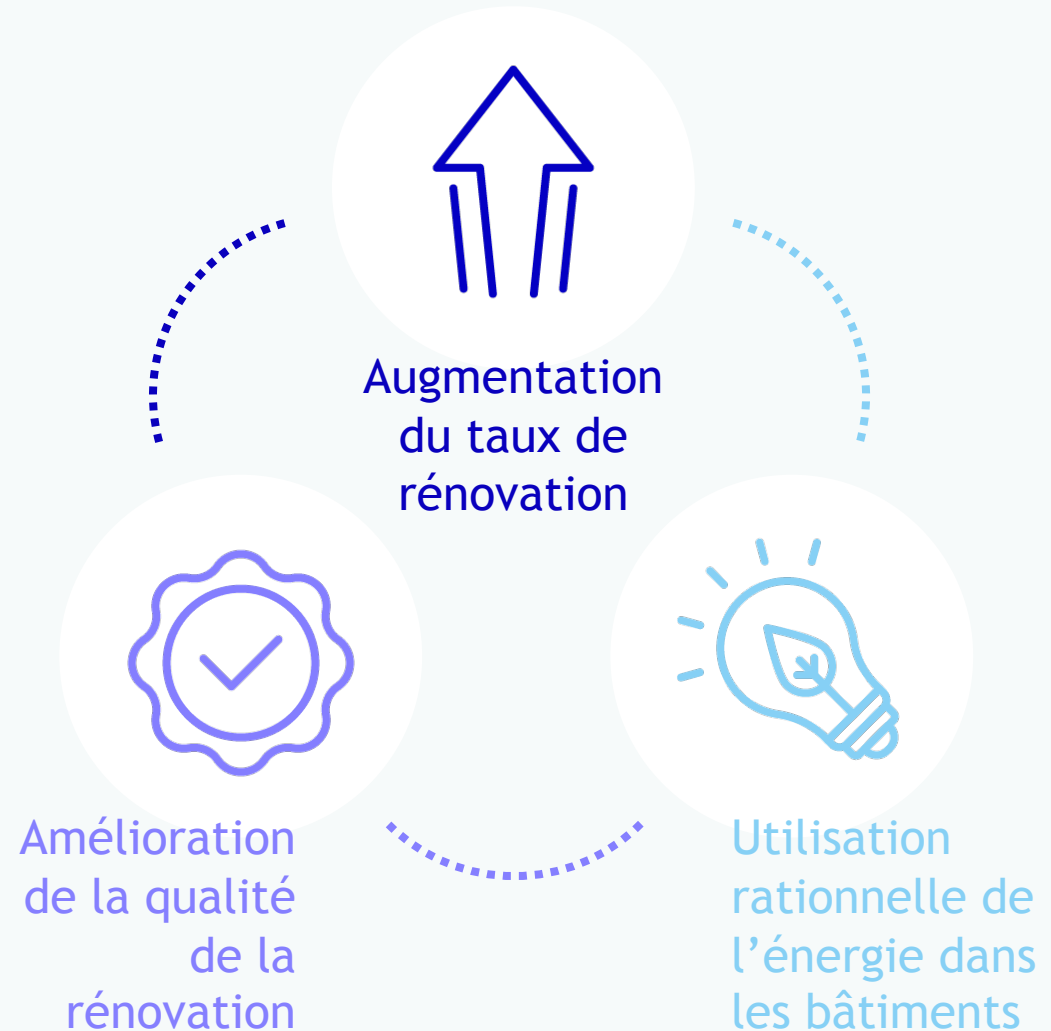 Augmentation
du taux de
rénovation
Amélioration
de la qualité
de la
rénovation
Utilisation
rationnelle de
l’énergie dans
les bâtiments